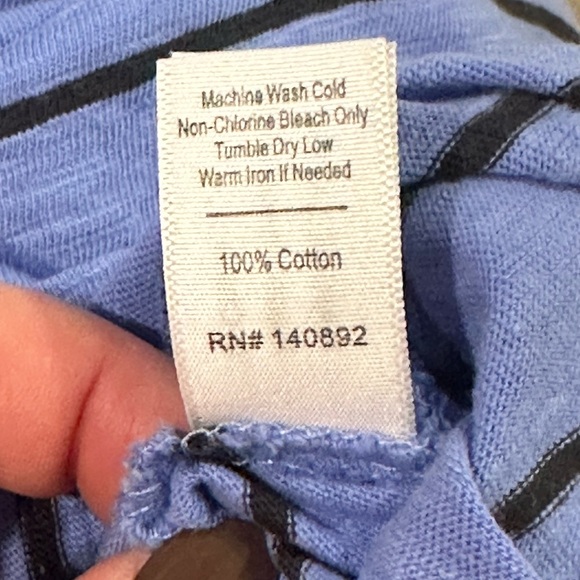 Machine Wash Cold
Non-Chlorine Bleach Only
Tumble Dry Low
Warm Iron If Needed
100% Cotton
RN# 140892